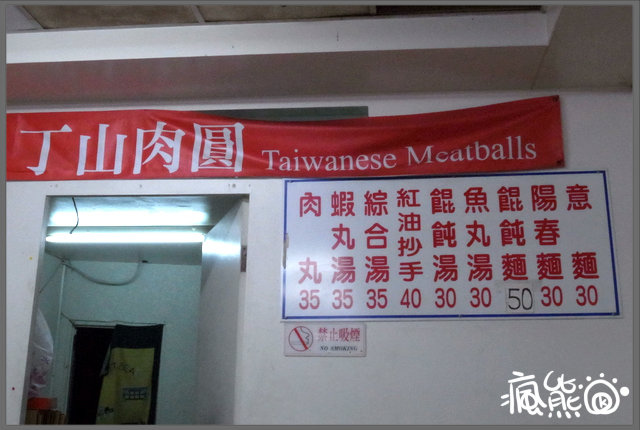 丁山肉圓 Taiwanese Meatballs
意麵 30
陽春麵 30
餛飩麵 50
魚丸湯 30
餛飩湯 30
紅油抄手 40
綜合湯 35
蝦丸湯 35
肉丸 35
禁止吸煙
NO SMOKING
瘋熊